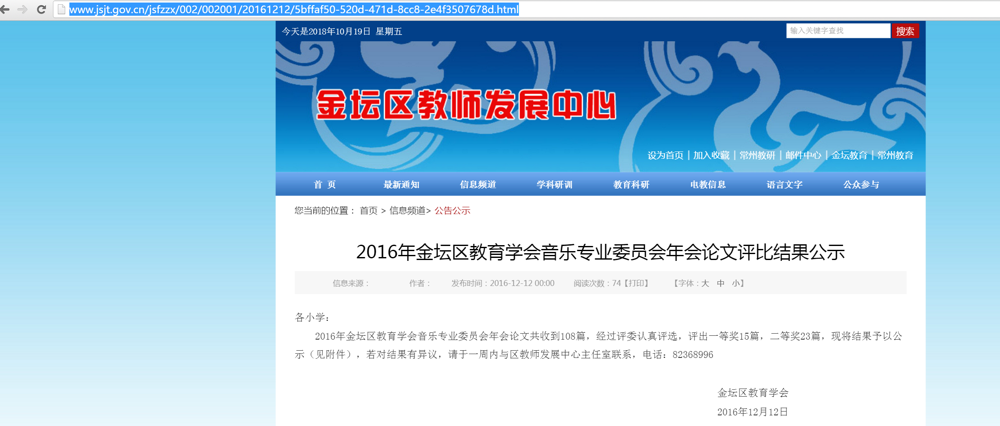 www.jsjt.gov.cn/jsfzzx/002/002001/20161212/5bffaf50-520d-471d-8cc8-2e4f3507678d.html
今天是2018年10月19日 星期五
输入关键字查找 搜索
金坛区教师发展中心
设为首页 | 加入收藏 | 常州教研 | 邮件中心 | 金坛教育 | 常州教育
首 页 最新通知 信息频道 学科研训 教育科研 电教信息 语言文字 公众参与
您当前的位置： 首页 > 信息频道> 公告公示
2016年金坛区教育学会音乐专业委员会年会论文评比结果公示
信息来源： 作者： 发布时间：2016-12-12 00:00 阅读次数：74【打印】 【字体：大 中 小】
各小学：
2016年金坛区教育学会音乐专业委员会年会论文共收到108篇，经过评委认真评选，评出一等奖15篇，二等奖23篇，现将结果予以公
示（见附件），若对结果有异议，请于一周内与区教师发展中心主任室联系，电话：82368996
金坛区教育学会
2016年12月12日